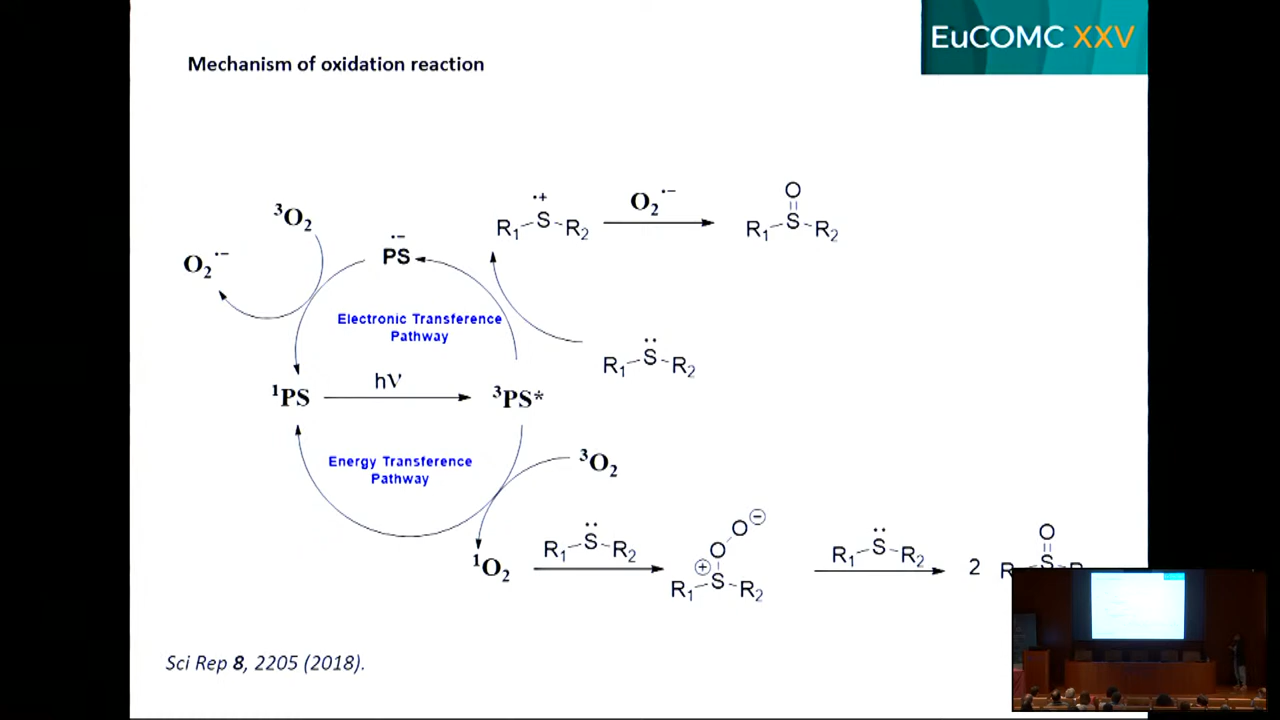 EuCOMC XXV
Mechanism of oxidation reaction
³O₂
O₂·−
PS·−
R₁–S·+–R₂
O₂·−
O
R₁–S–R₂
Electronic Transference
Pathway
R₁–S̈–R₂
¹PS
hν
³PS*
Energy Transference
Pathway
³O₂
¹O₂
R₁–S̈–R₂
O⊖
O
⊕
R₁–S–R₂
R₁–S̈–R₂
2
O
Sci Rep 8, 2205 (2018).